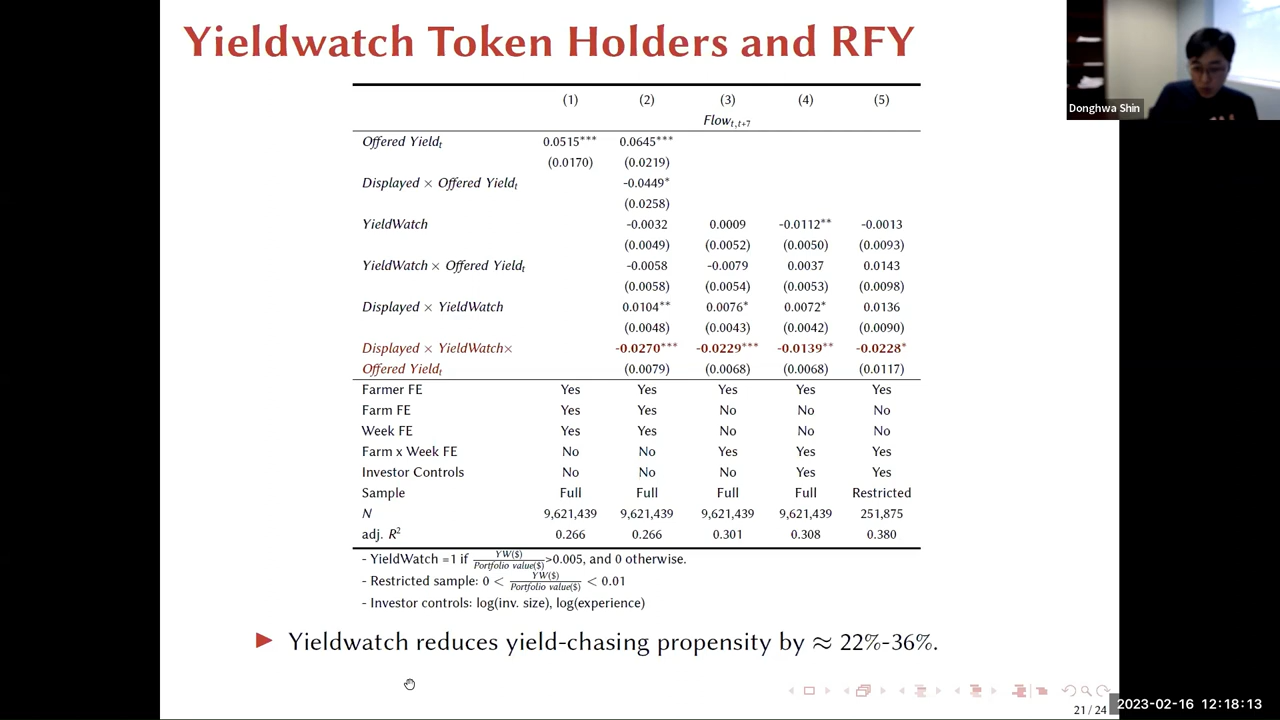 Yieldwatch Token Holders and RFY
Donghwa Shin
(1) (2) (3) (4) (5)
Flow_{t,t+7}
Offered Yield_t 0.0515*** 0.0645***
(0.0170) (0.0219)
Displayed × Offered Yield_t -0.0449*
(0.0258)
YieldWatch -0.0032 0.0009 -0.0112** -0.0013
(0.0049) (0.0052) (0.0050) (0.0093)
YieldWatch × Offered Yield_t -0.0058 -0.0079 0.0037 0.0143
(0.0058) (0.0054) (0.0053) (0.0098)
Displayed × YieldWatch 0.0104** 0.0076* 0.0072* 0.0136
(0.0048) (0.0043) (0.0042) (0.0090)
Displayed × YieldWatch× -0.0270*** -0.0229*** -0.0139** -0.0228*
Offered Yield_t (0.0079) (0.0068) (0.0068) (0.0117)
Farmer FE Yes Yes Yes Yes Yes
Farm FE Yes Yes No No No
Week FE Yes Yes No No No
Farm x Week FE No No Yes Yes Yes
Investor Controls No No No Yes Yes
Sample Full Full Full Full Restricted
N 9,621,439 9,621,439 9,621,439 9,621,439 251,875
adj. R² 0.266 0.266 0.301 0.308 0.380
- YieldWatch =1 if YW($)/Portfolio value($) >0.005, and 0 otherwise.
- Restricted sample: 0 < YW($)/Portfolio value($) < 0.01
- Investor controls: log(inv. size), log(experience)
► Yieldwatch reduces yield-chasing propensity by ≈ 22%-36%.
21 / 24
2023-02-16 12:18:13